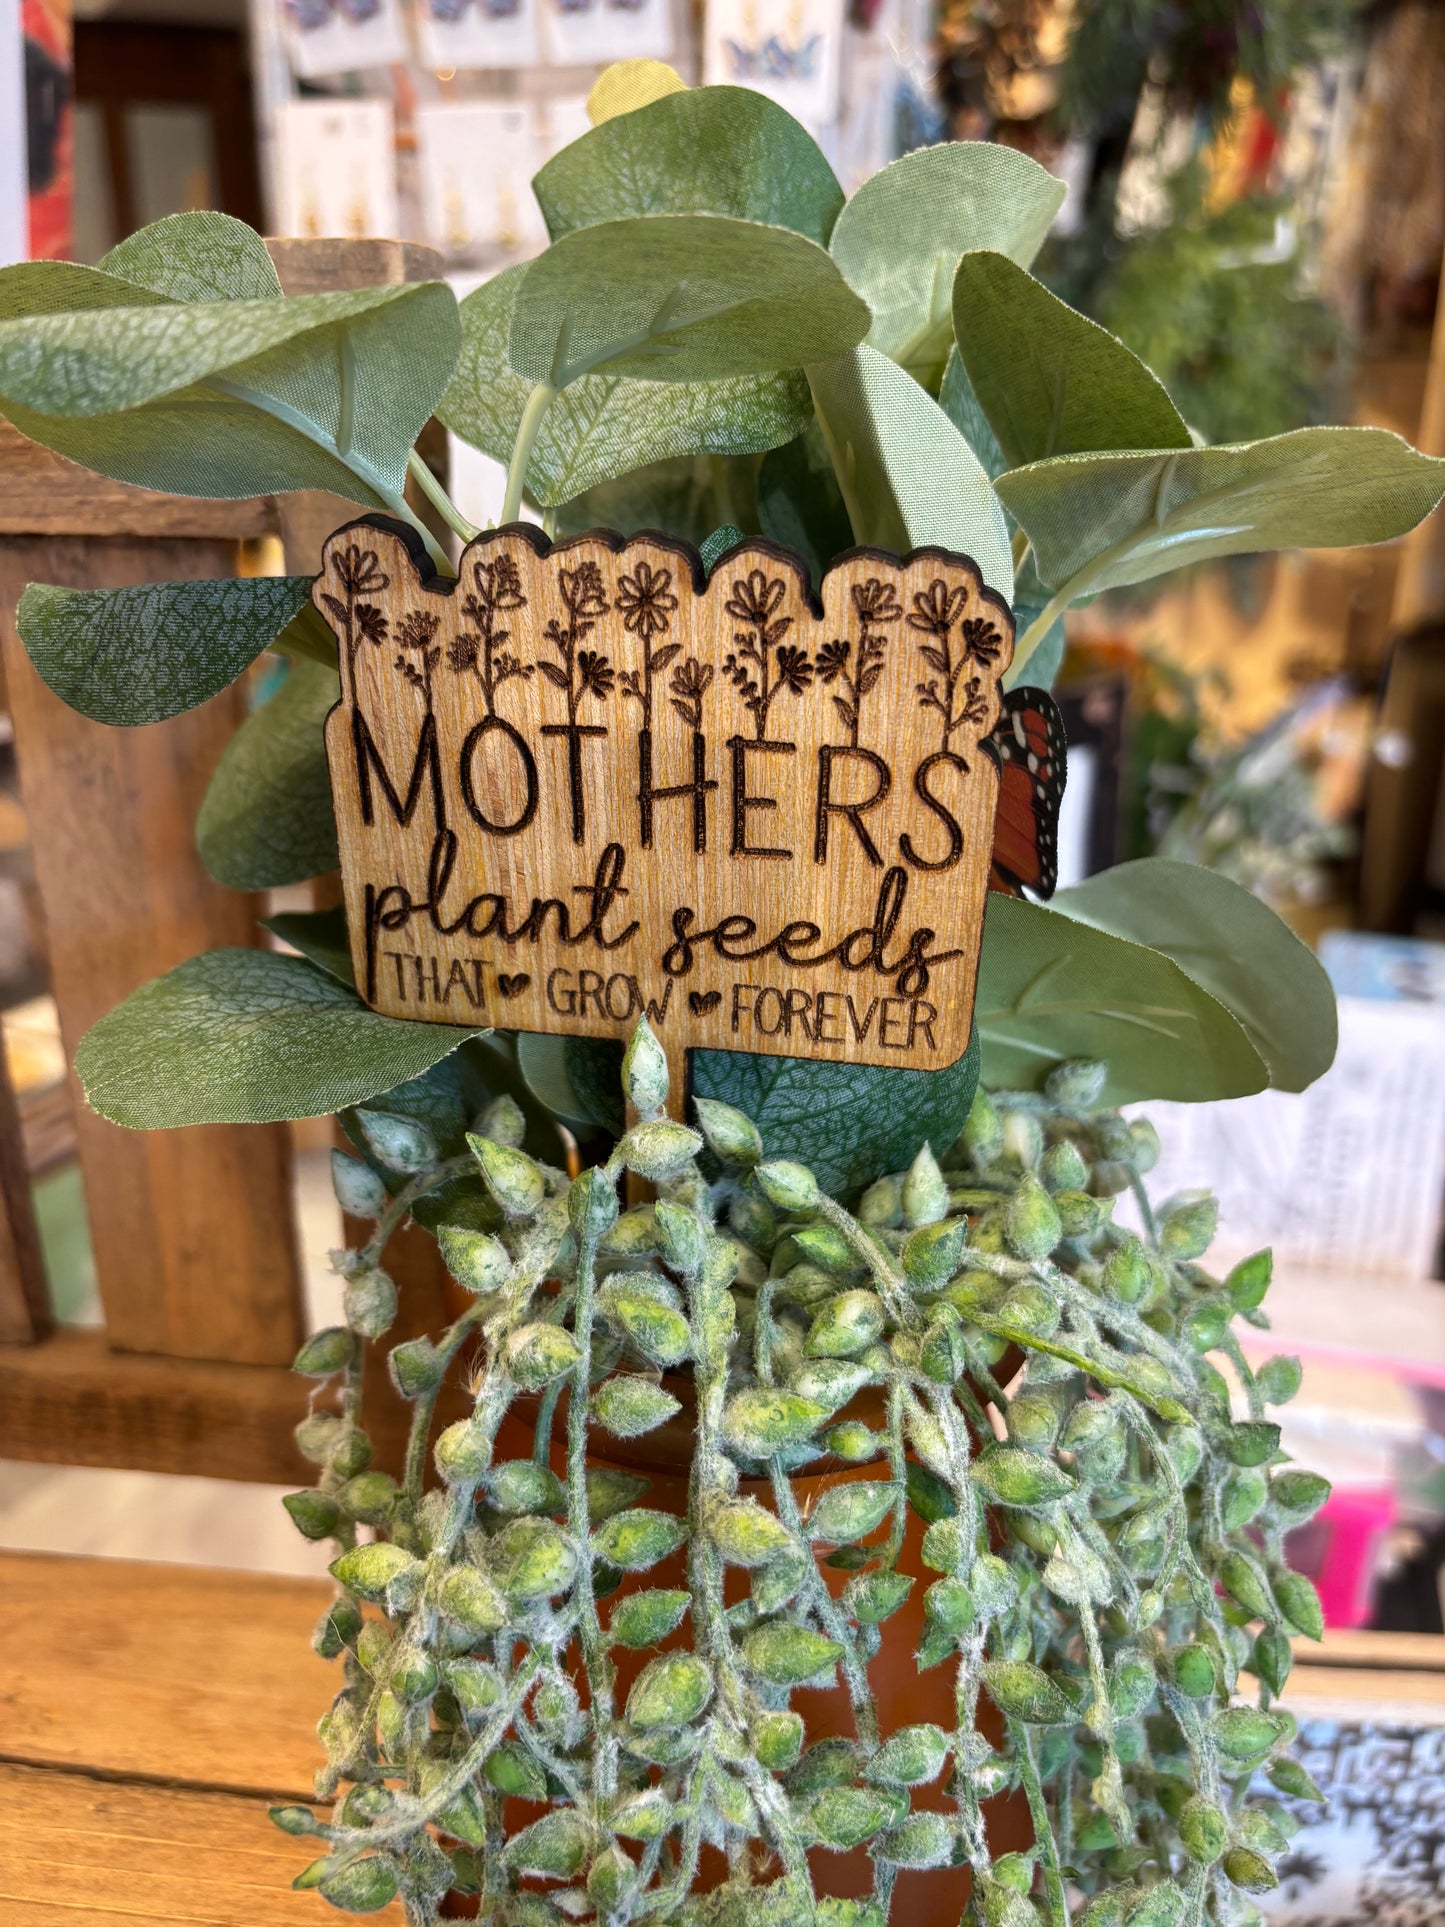 MOTHERS
plant seeds
THAT ♥ GROW ♥ FOREVER